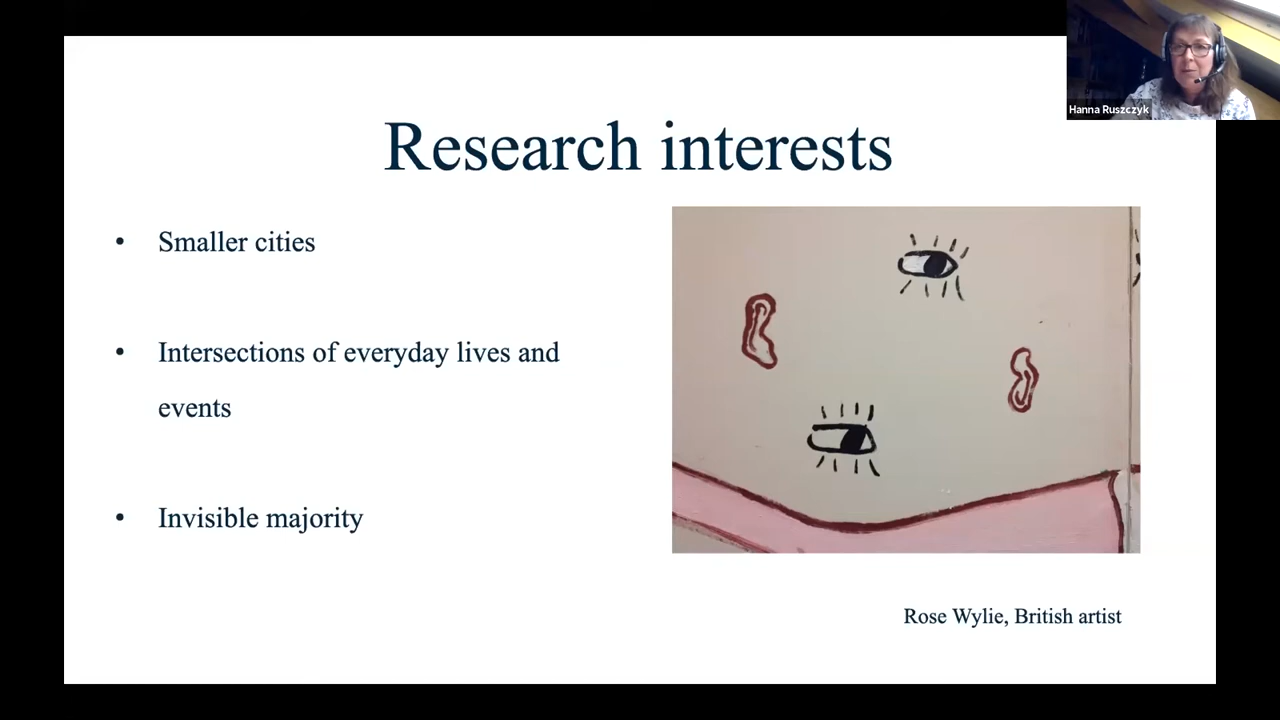 Hanna Ruszczyk
Research interests
• Smaller cities
• Intersections of everyday lives and
events
• Invisible majority
Rose Wylie, British artist